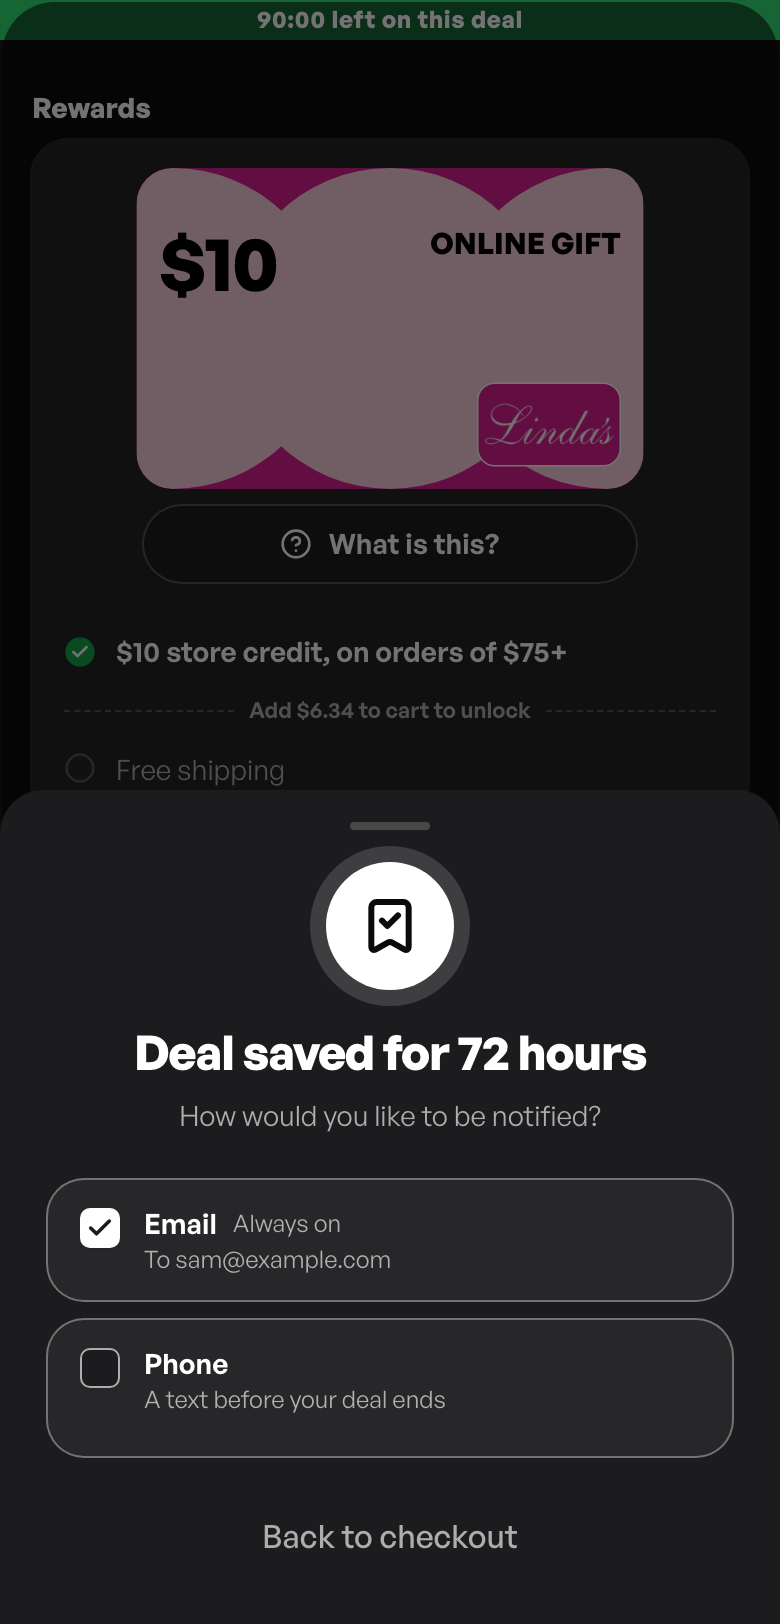 90:00 left on this deal
Rewards
$10
ONLINE GIFT
Linda's
What is this?
$10 store credit, on orders of $75+
Add $6.34 to cart to unlock
Free shipping
Deal saved for 72 hours
How would you like to be notified?
Email Always on
To sam@example.com
Phone
A text before your deal ends
Back to checkout